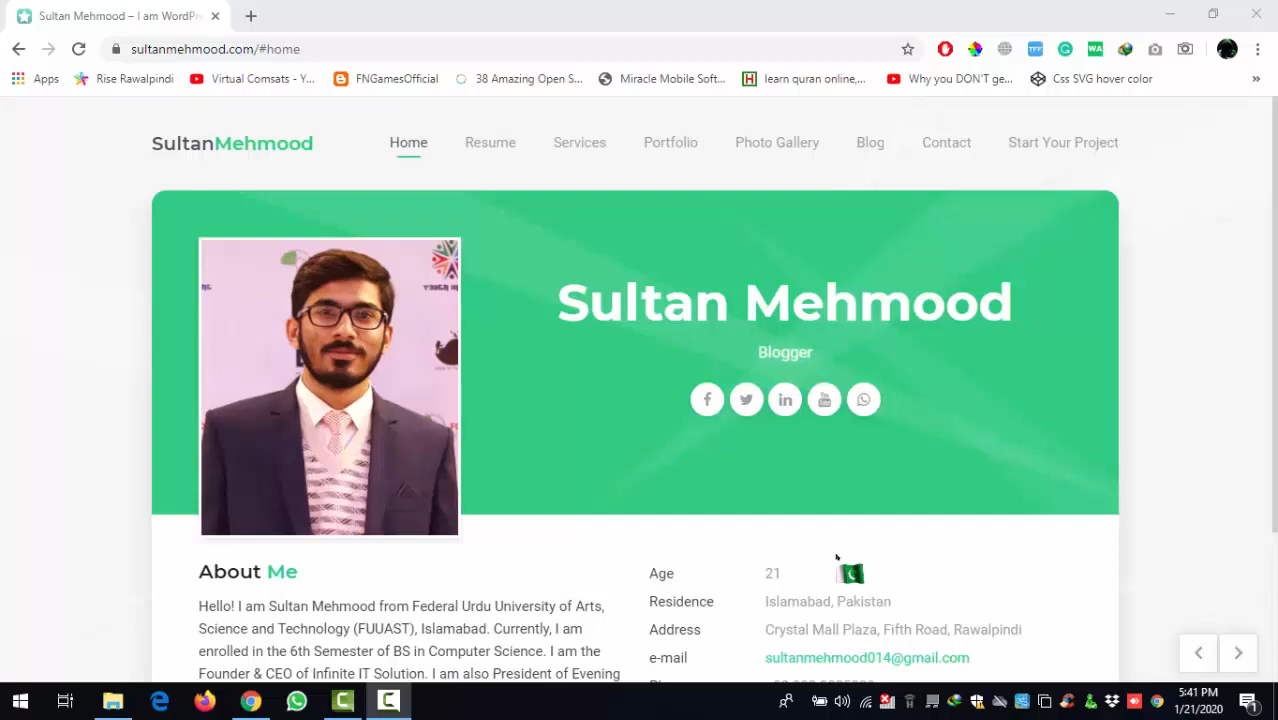 Sultan Mehmood – I am WordPr
sultanmehmood.com/#home
TFF
WA
Apps
Rise Rawalpindi
Virtual Comsats - Y...
FNGamesOfficial
38 Amazing Open S...
Miracle Mobile Soft...
learn quran online,...
Why you DON'T ge...
Css SVG hover color
»
SultanMehmood
Home
Resume
Services
Portfolio
Photo Gallery
Blog
Contact
Start Your Project
Sultan Mehmood
Blogger
About Me
Hello! I am Sultan Mehmood from Federal Urdu University of Arts,
Science and Technology (FUUAST), Islamabad. Currently, I am
enrolled in the 6th Semester of BS in Computer Science. I am the
Founder & CEO of Infinite IT Solution. I am also President of Evening
Age 21
Residence Islamabad, Pakistan
Address Crystal Mall Plaza, Fifth Road, Rawalpindi
e-mail sultanmehmood014@gmail.com
5:41 PM
1/21/2020